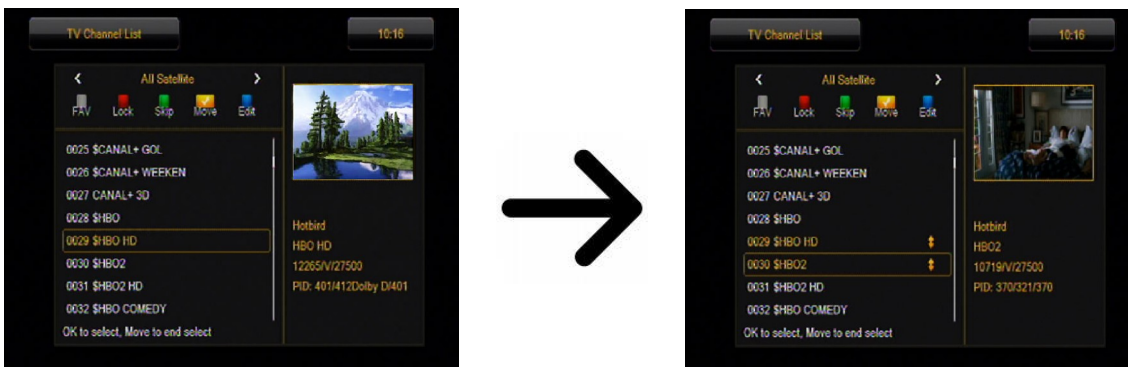 TV Channel List
10:16
All Satellite
FAV Lock Skip Move Edit
0025 $CANAL+ GOL
0026 $CANAL+ WEEKEN
0027 CANAL+ 3D
0028 $HBO
0029 $HBO HD
0030 $HBO2
0031 $HBO2 HD
0032 $HBO COMEDY
OK to select, Move to end select
Hotbird
HBO HD
12265/V/27500
PID: 401/412Dolby D/401
TV Channel List
10:16
All Satellite
FAV Lock Skip Move Edit
0025 $CANAL+ GOL
0026 $CANAL+ WEEKEN
0027 CANAL+ 3D
0028 $HBO
0029 $HBO HD
0030 $HBO2
0031 $HBO2 HD
0032 $HBO COMEDY
OK to select, Move to end select
Hotbird
HBO2
10719/V/27500
PID: 370/321/370